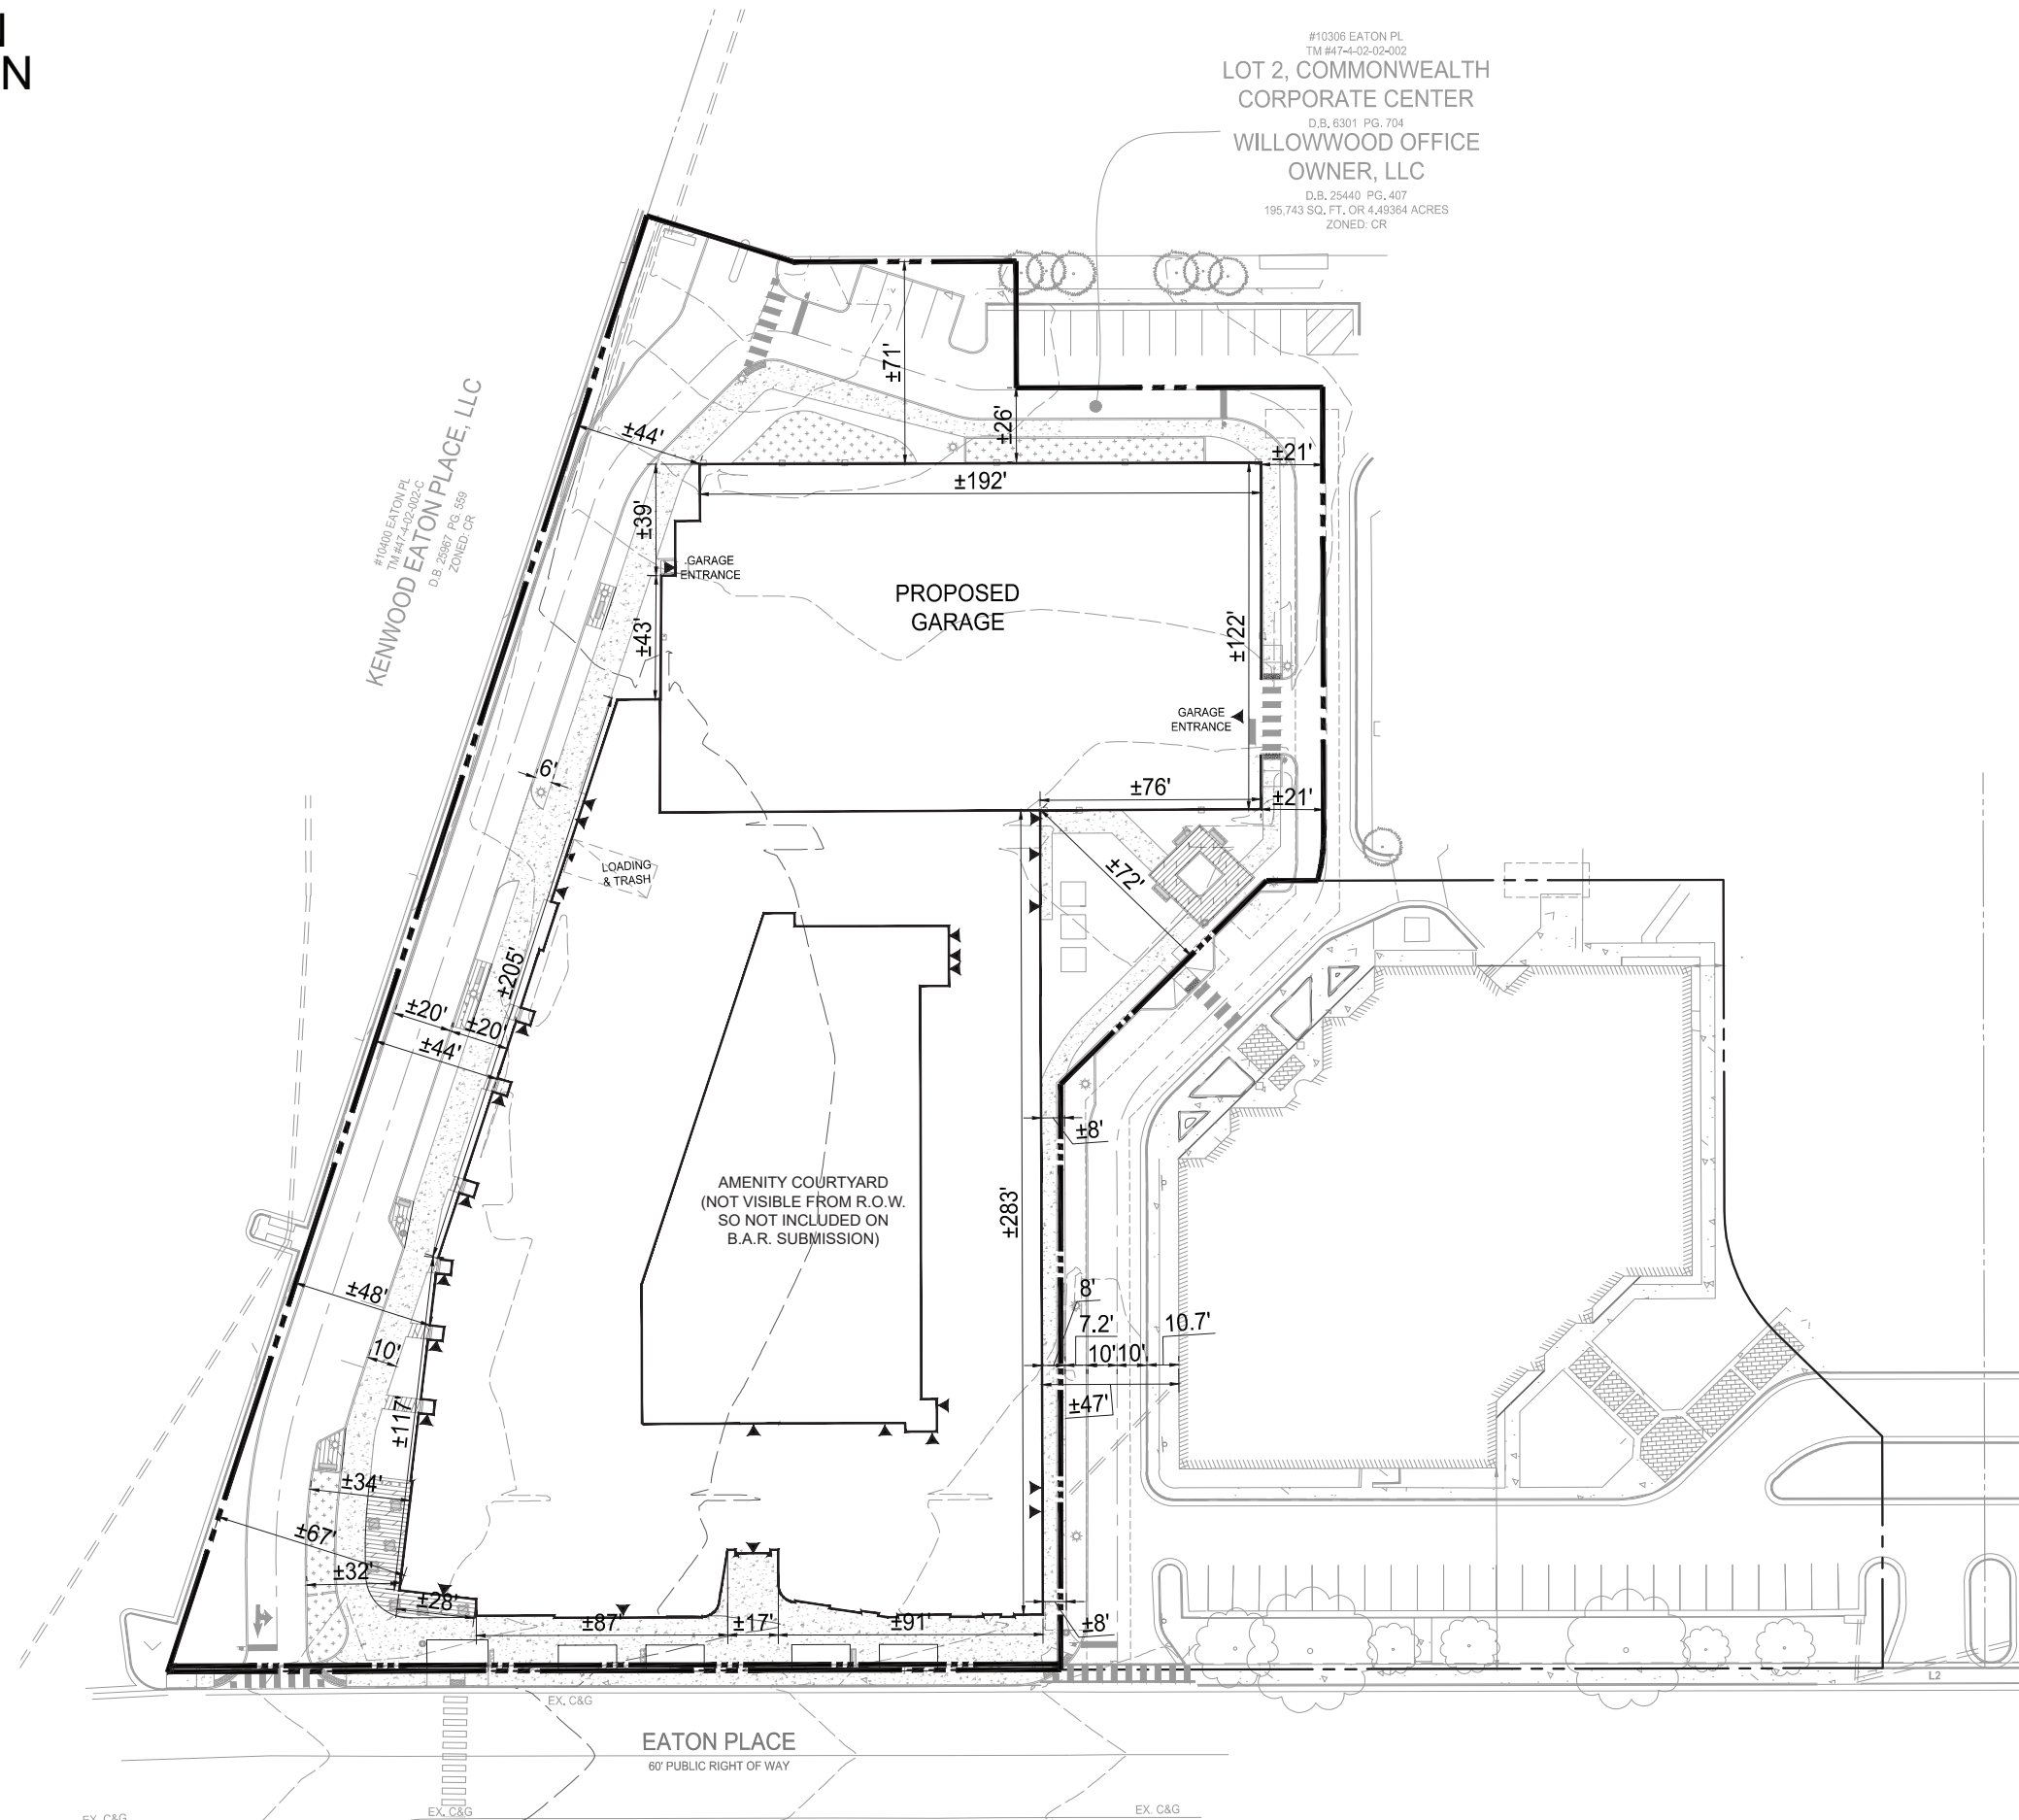 N
#10306 EATON PL
TM #47-4-02-02-002
LOT 2, COMMONWEALTH
CORPORATE CENTER
D.B. 6301 PG. 704
WILLOWWOOD OFFICE
OWNER, LLC
D.B. 25440 PG. 407
195,743 SQ. FT. OR 4.49364 ACRES
ZONED: CR
#10400 EATON PL
TM #47-4-02-002-C
KENWOOD EATON PLACE, LLC
D.B. 25967 PG. 559
ZONED: CR
±71'
±26'
±44'
±21'
±192'
±39'
GARAGE
ENTRANCE
PROPOSED
GARAGE
±43'
±122'
GARAGE
ENTRANCE
6'
±76'
±21'
LOADING
& TRASH
±72'
±205'
±20'
±20'
±44'
±8'
AMENITY COURTYARD
(NOT VISIBLE FROM R.O.W.
SO NOT INCLUDED ON
B.A.R. SUBMISSION)
±283'
±48'
8'
7.2'
10.7'
10'
10'
10'
±47'
±117'
±34'
±67'
±32'
±28'
±87'
±17'
±91'
±8'
L2
EX. C&G
EATON PLACE
60' PUBLIC RIGHT OF WAY
EX. C&G
EX. C&G
EX. C&G